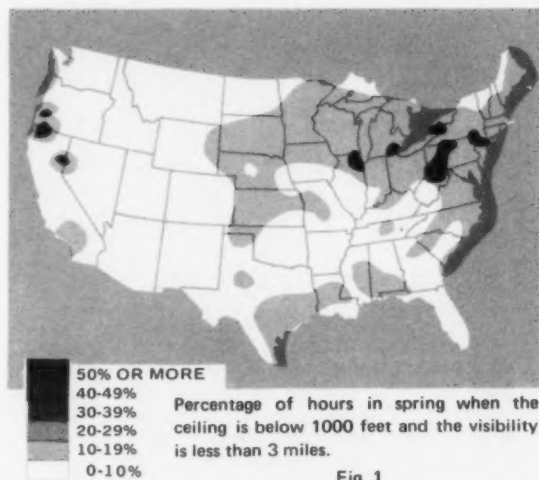 50% OR MORE
40-49%
30-39%
20-29%
10-19%
0-10%
Percentage of hours in spring when the
ceiling is below 1000 feet and the visibility
is less than 3 miles.
Fig. 1